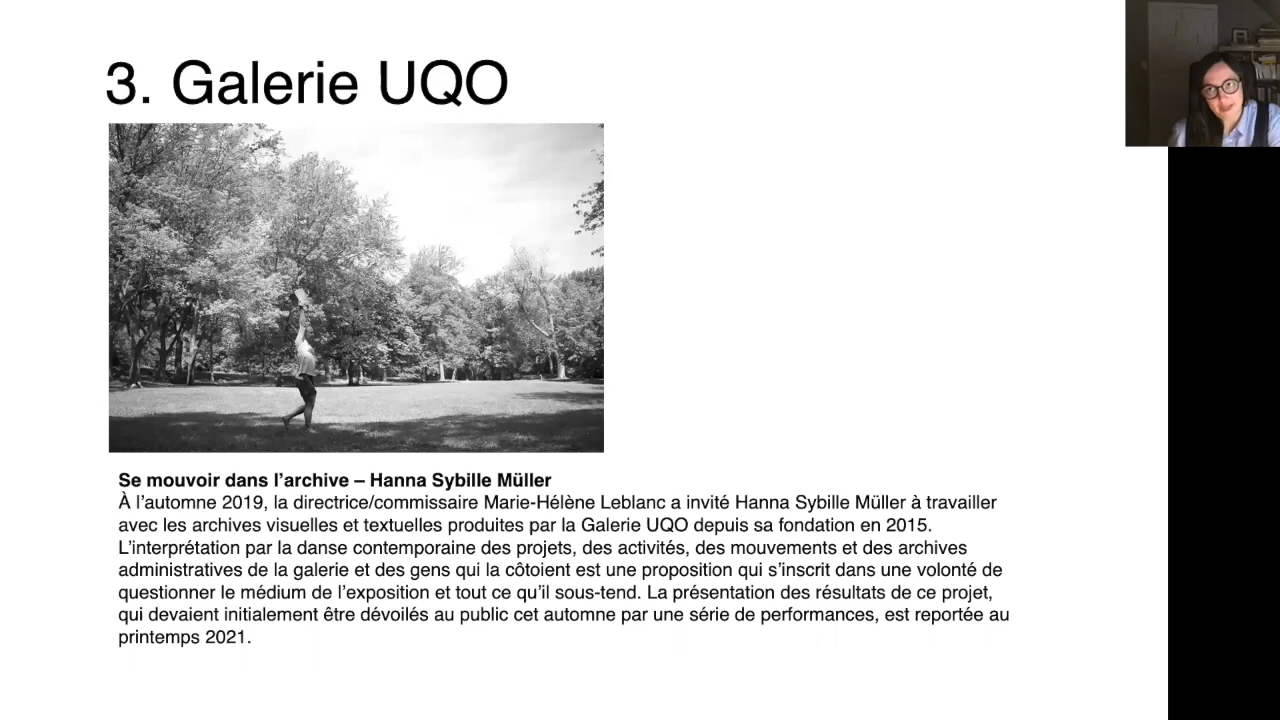 3. Galerie UQO
Se mouvoir dans l’archive – Hanna Sybille Müller
À l’automne 2019, la directrice/commissaire Marie-Hélène Leblanc a invité Hanna Sybille Müller à travailler
avec les archives visuelles et textuelles produites par la Galerie UQO depuis sa fondation en 2015.
L’interprétation par la danse contemporaine des projets, des activités, des mouvements et des archives
administratives de la galerie et des gens qui la côtoient est une proposition qui s’inscrit dans une volonté de
questionner le médium de l’exposition et tout ce qu’il sous-tend. La présentation des résultats de ce projet,
qui devaient initialement être dévoilés au public cet automne par une série de performances, est reportée au
printemps 2021.